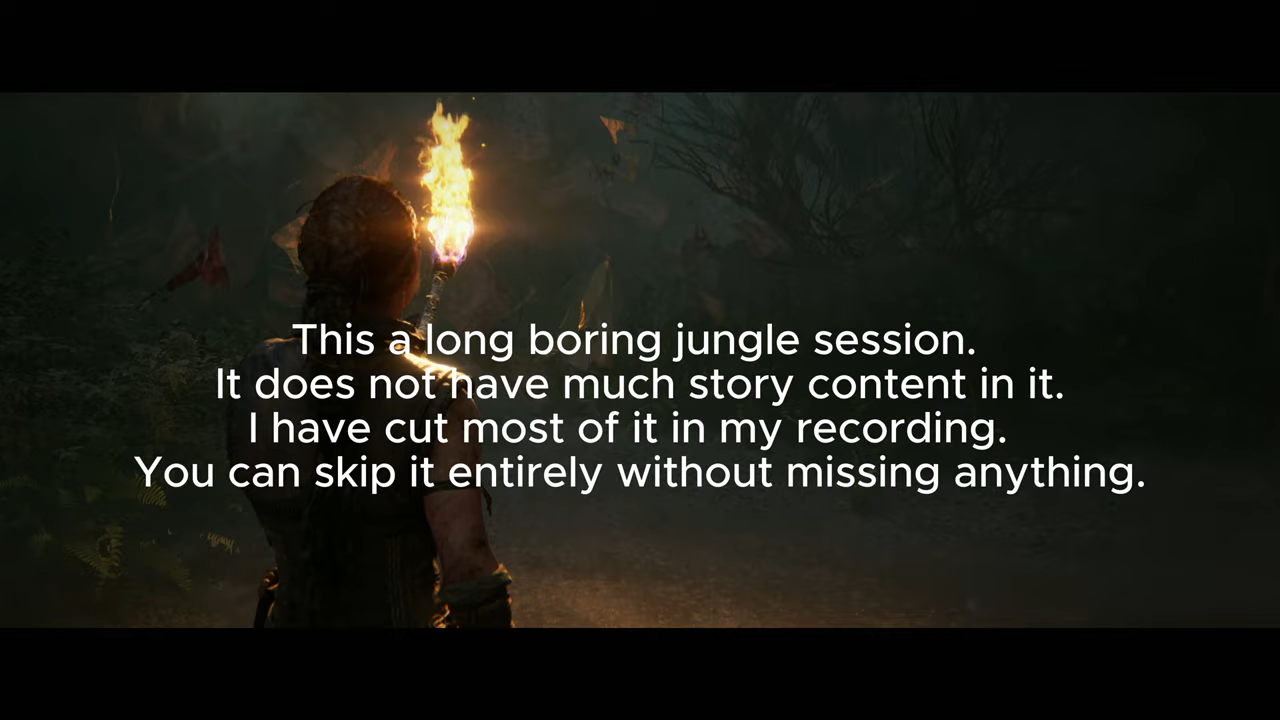 This a long boring jungle session.
It does not have much story content in it.
I have cut most of it in my recording.
You can skip it entirely without missing anything.